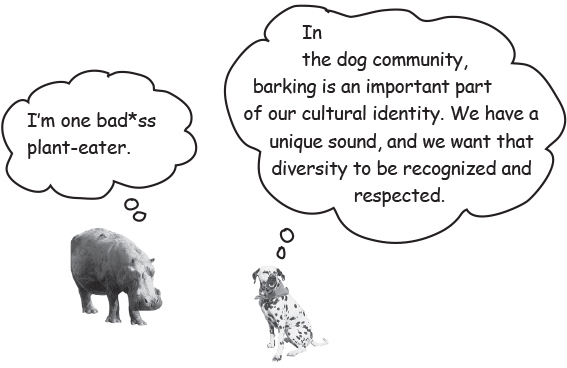 I'm one bad*ss
plant-eater.
In
the dog community,
barking is an important part
of our cultural identity. We have a
unique sound, and we want that
diversity to be recognized and
respected.